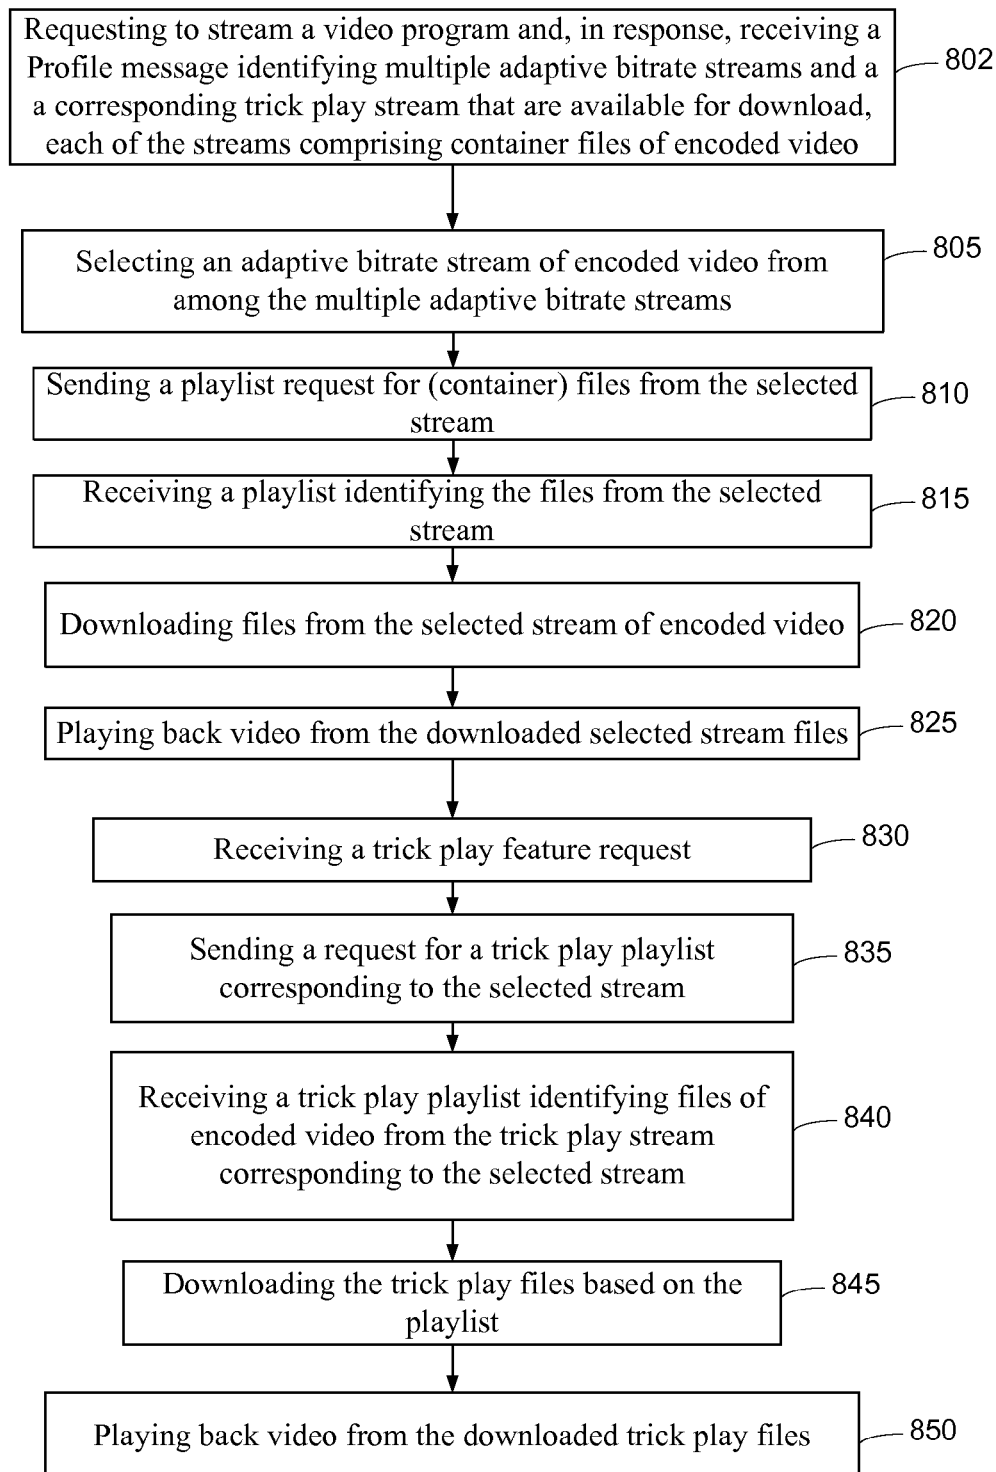 Requesting to stream a video program and, in response, receiving a
Profile message identifying multiple adaptive bitrate streams and a
a corresponding trick play stream that are available for download,
each of the streams comprising container files of encoded video
802
Selecting an adaptive bitrate stream of encoded video from
among the multiple adaptive bitrate streams
805
Sending a playlist request for (container) files from the selected
stream
810
Receiving a playlist identifying the files from the selected
stream
815
Downloading files from the selected stream of encoded video
820
Playing back video from the downloaded selected stream files
825
Receiving a trick play feature request
830
Sending a request for a trick play playlist
corresponding to the selected stream
835
Receiving a trick play playlist identifying files of
encoded video from the trick play stream
corresponding to the selected stream
840
Downloading the trick play files based on the
playlist
845
Playing back video from the downloaded trick play files
850